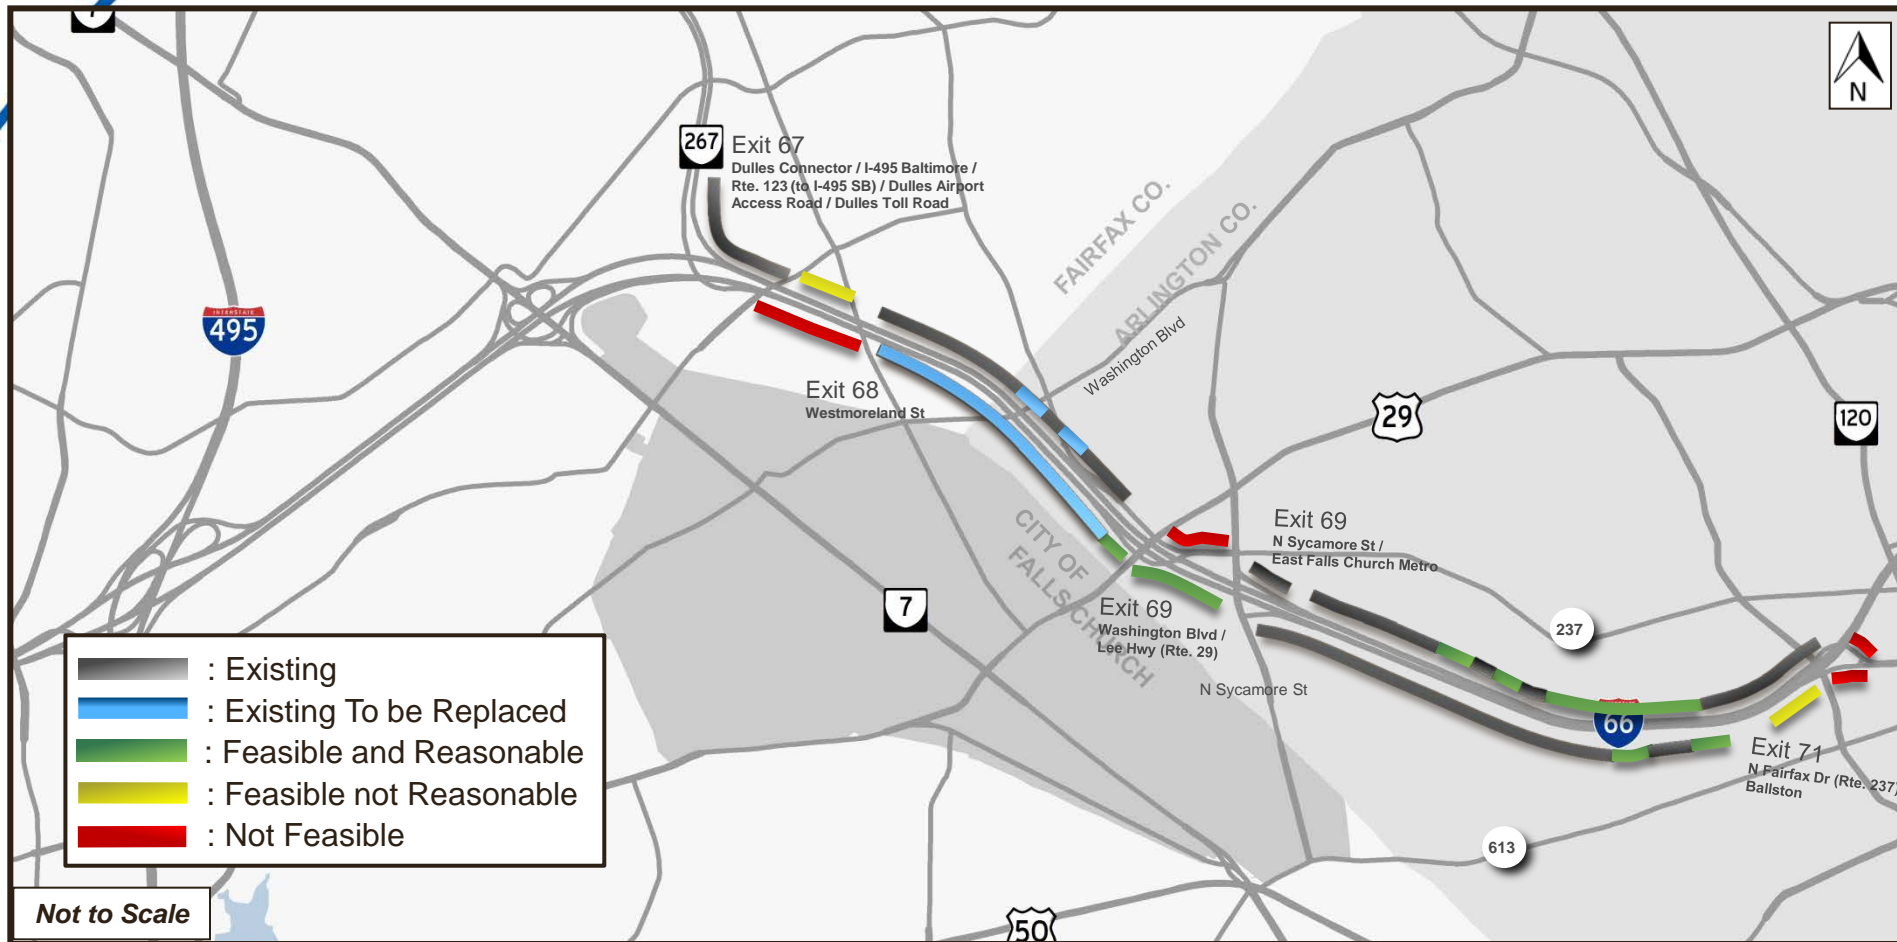 7
N
267
Exit 67
Dulles Connector / I-495 Baltimore /
Rte. 123 (to I-495 SB) / Dulles Airport
Access Road / Dulles Toll Road
FAIRFAX CO.
ARLINGTON CO.
Washington Blvd
INTERSTATE
495
Exit 68
Westmoreland St
29
120
CITY OF
FALLS CHURCH
Exit 69
N Sycamore St /
East Falls Church Metro
7
Exit 69
Washington Blvd /
Lee Hwy (Rte. 29)
237
N Sycamore St
66
Exit 71
N Fairfax Dr (Rte. 237)
Ballston
613
50
: Existing
: Existing To be Replaced
: Feasible and Reasonable
: Feasible not Reasonable
: Not Feasible
Not to Scale